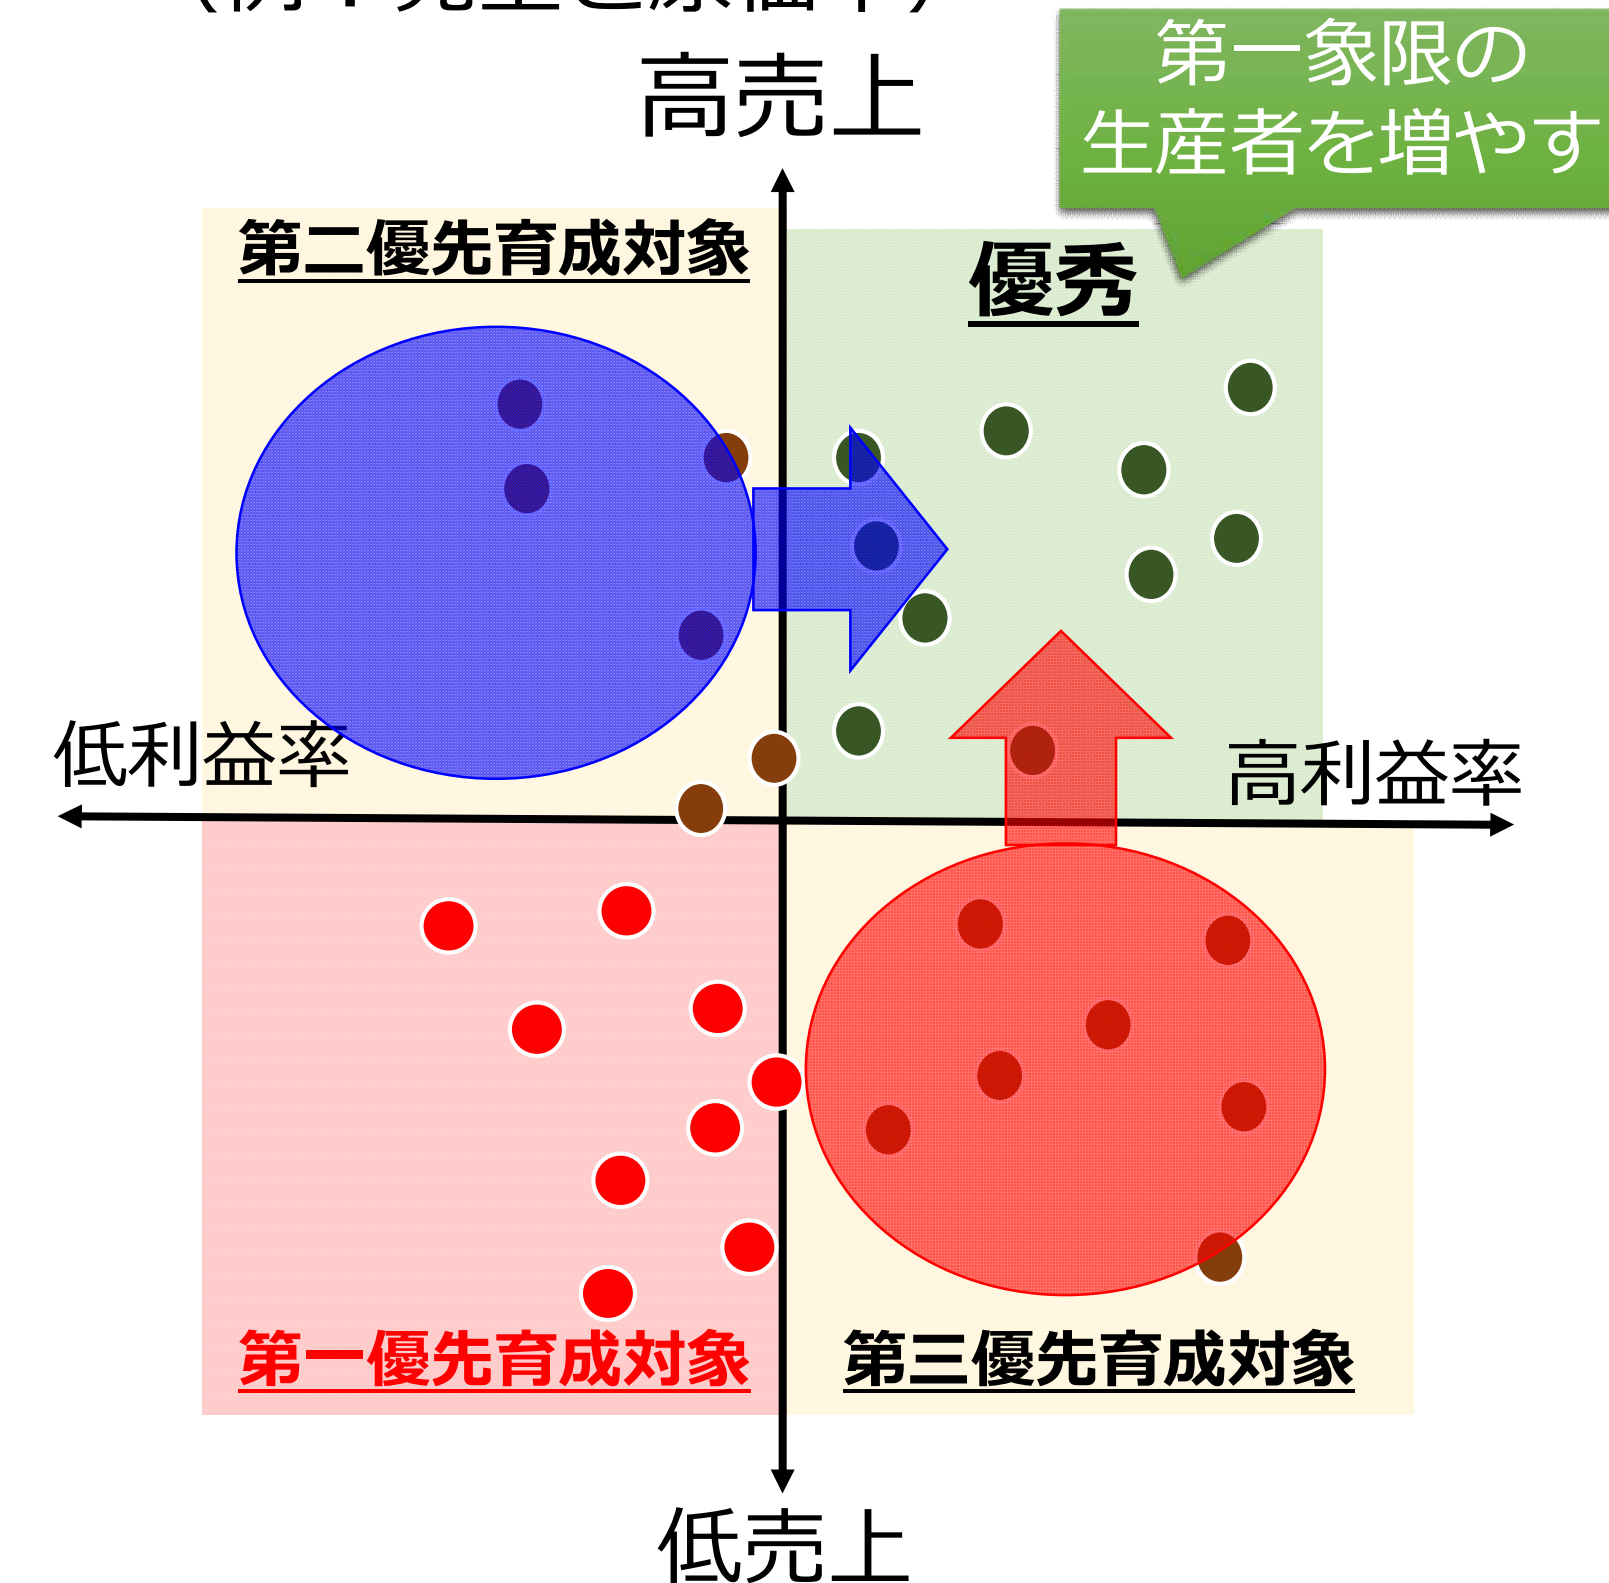 高売上
第一象限の
生産者を増やす
第二優先育成対象
優秀
低利益率
高利益率
第一優先育成対象
第三優先育成対象
低売上